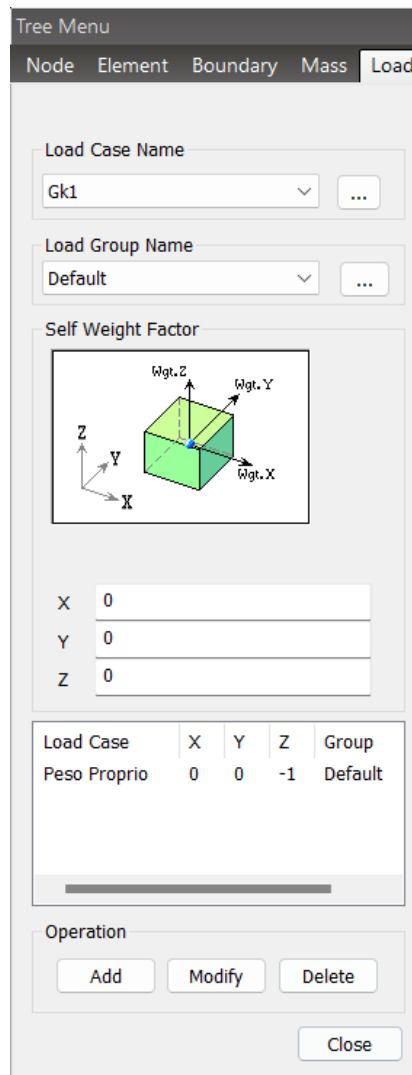 Tree Menu
Node Element Boundary Mass Load
Load Case Name
Gk1 ...
Load Group Name
Default ...
Self Weight Factor
Wgt.Z
Wgt.Y
Z
Y
Wgt.X
X
X 0
Y 0
Z 0
Load Case X Y Z Group
Peso Proprio 0 0 -1 Default
Operation
Add Modify Delete
Close